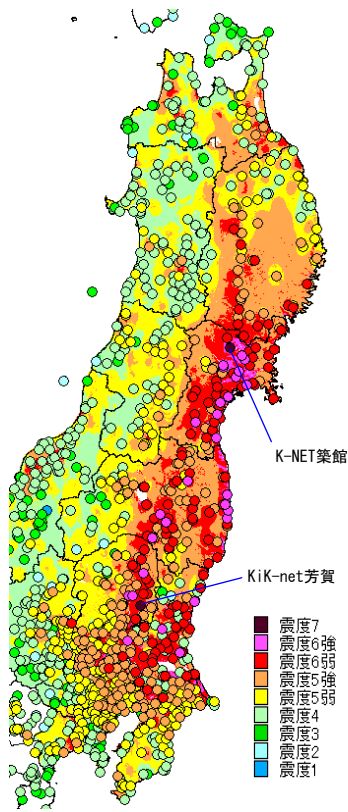 K-NET築館
KiK-net芳賀
震度7
震度6強
震度6弱
震度5強
震度5弱
震度4
震度3
震度2
震度1